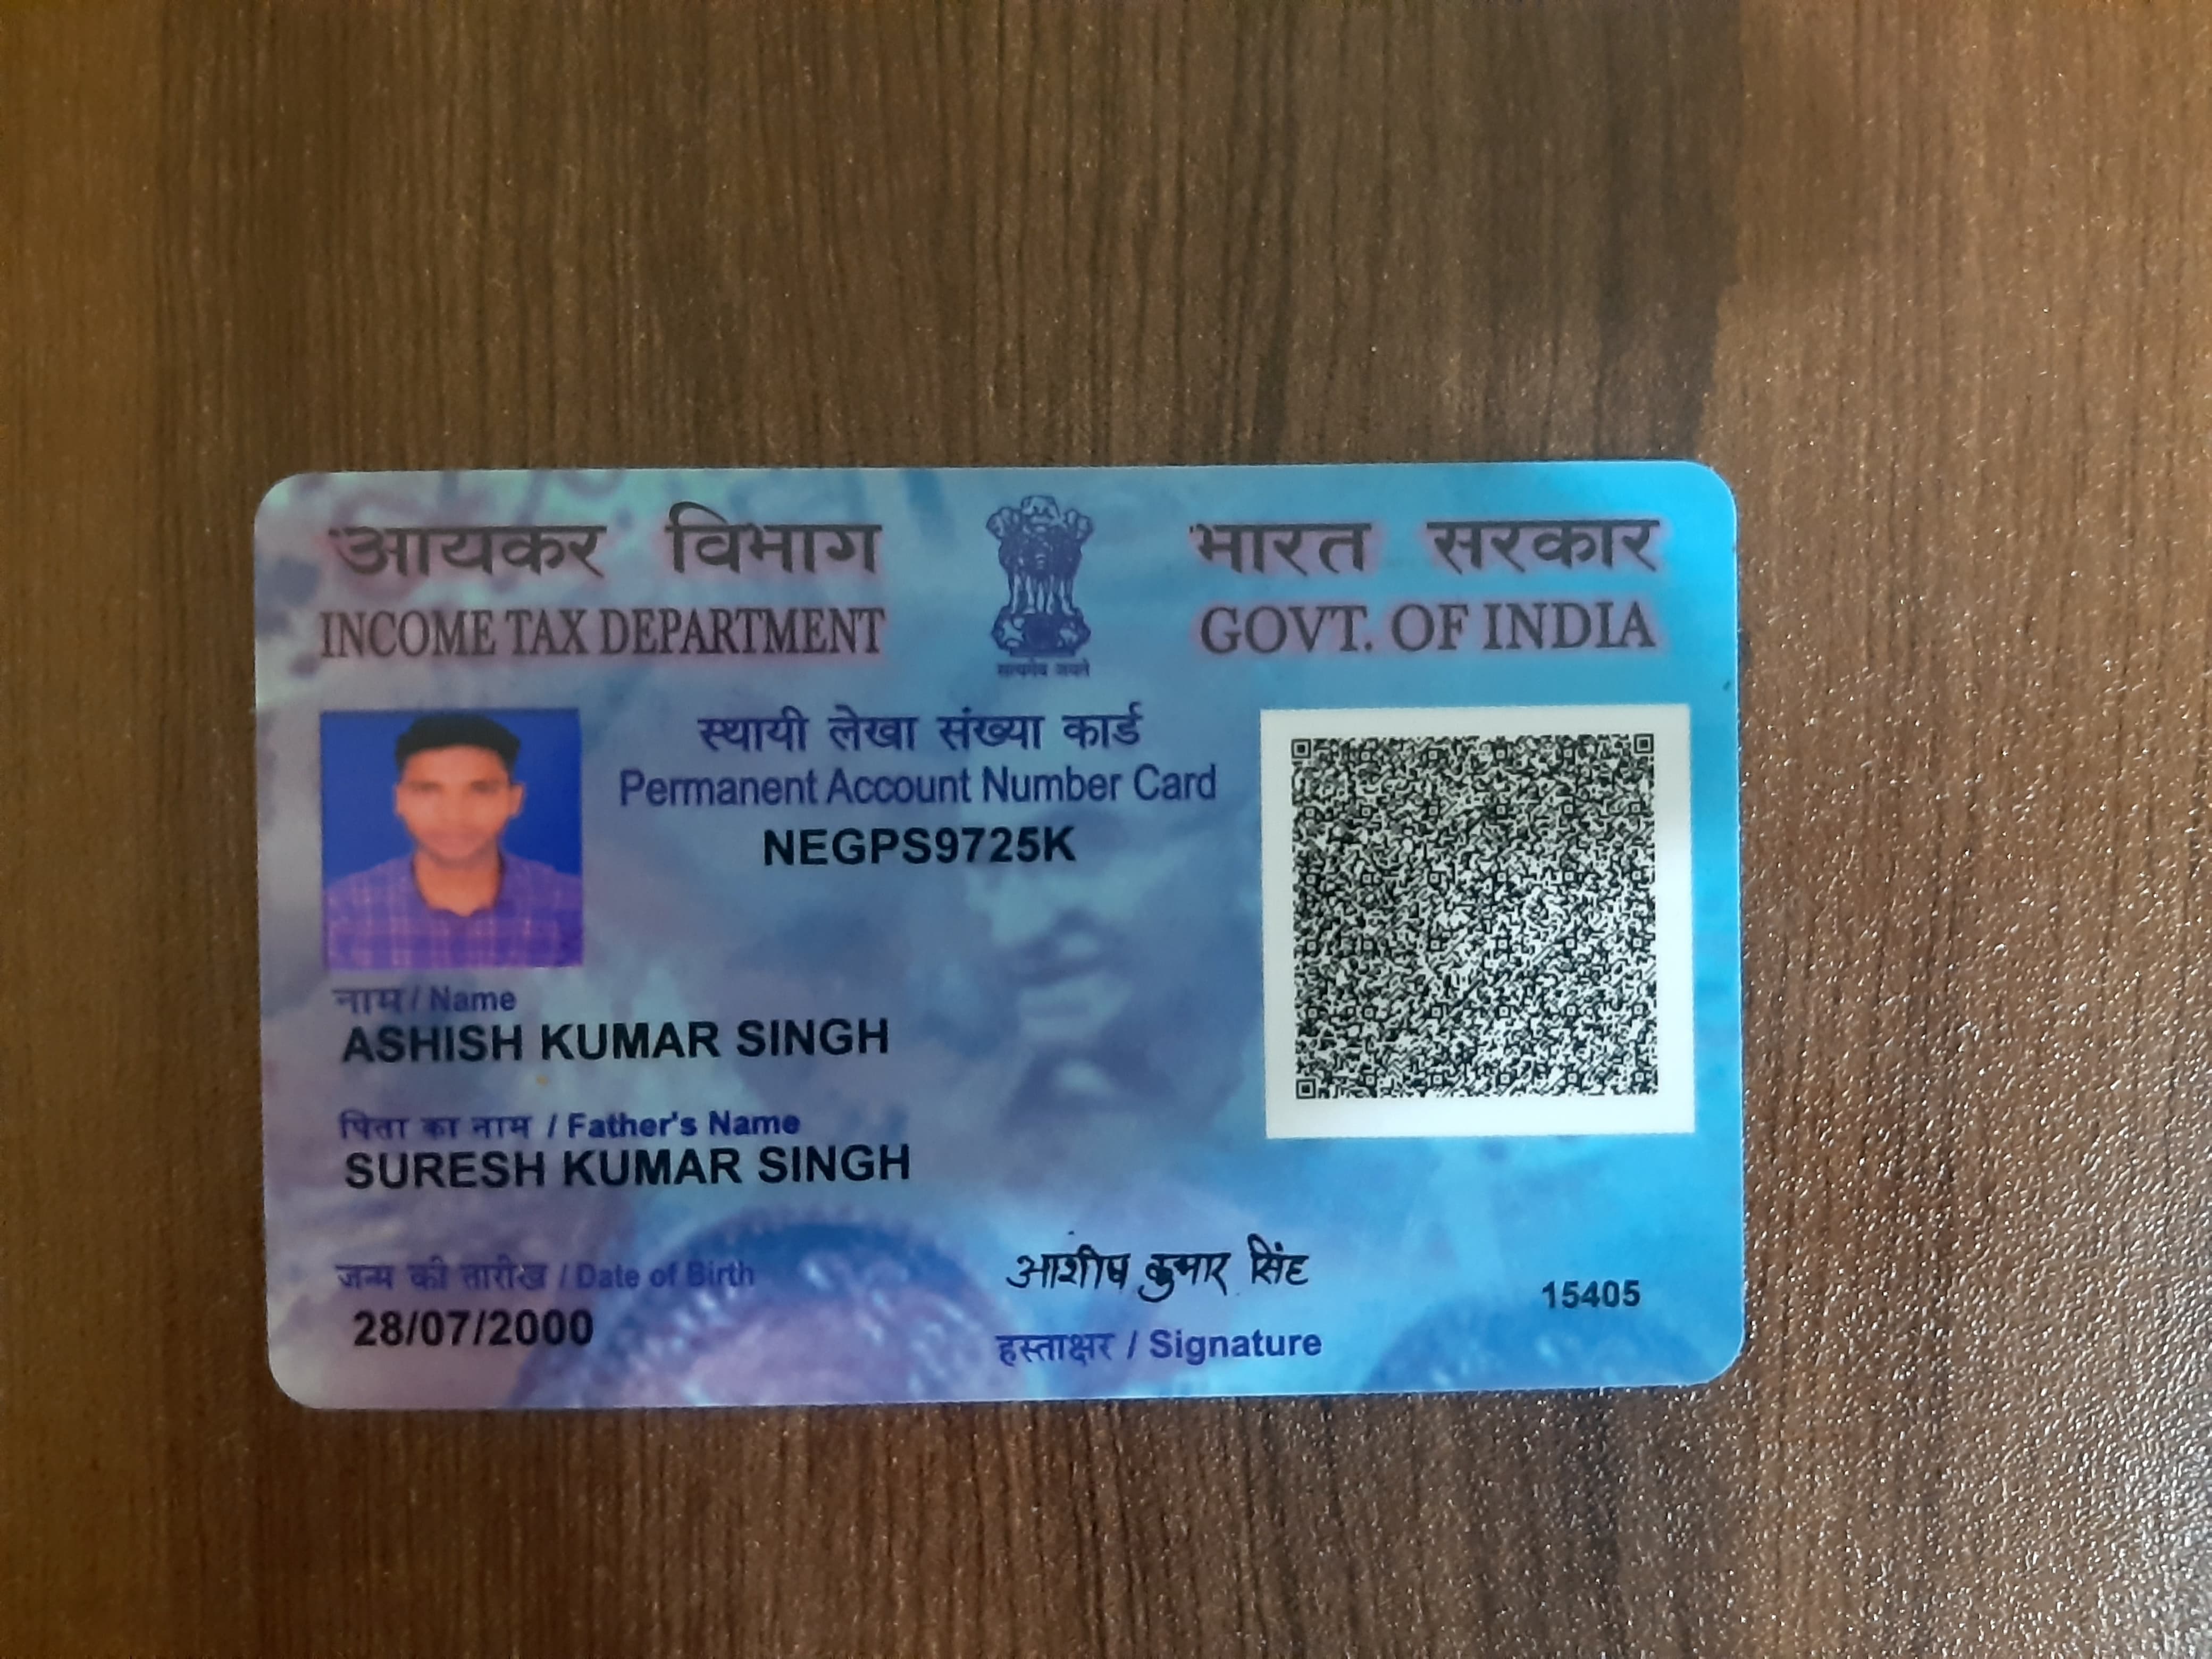 आयकर विभाग
INCOME TAX DEPARTMENT
सत्यमेव जयते
भारत सरकार
GOVT. OF INDIA
स्थायी लेखा संख्या कार्ड
Permanent Account Number Card
NEGPS9725K
नाम / Name
ASHISH KUMAR SINGH
पिता का नाम / Father's Name
SURESH KUMAR SINGH
जन्म की तारीख / Date of Birth
28/07/2000
आशीष कुमार सिंह
हस्ताक्षर / Signature
15405